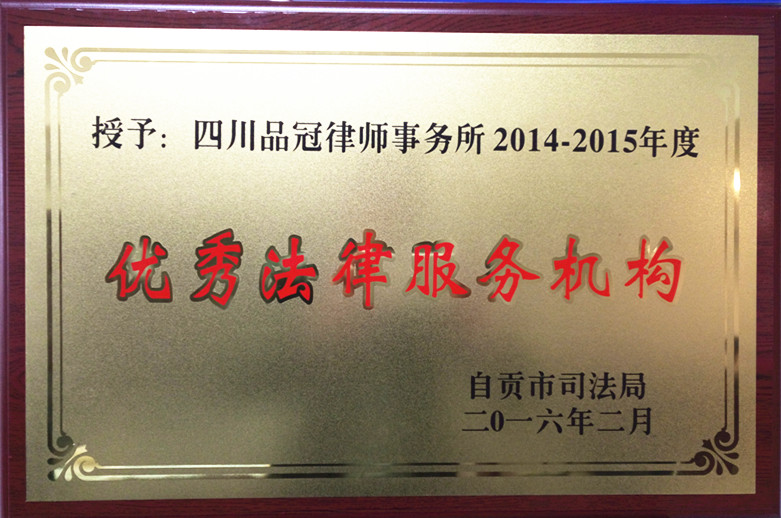 授予：四川品冠律师事务所 2014-2015年度
优秀法律服务机构
自贡市司法局
二0一六年二月